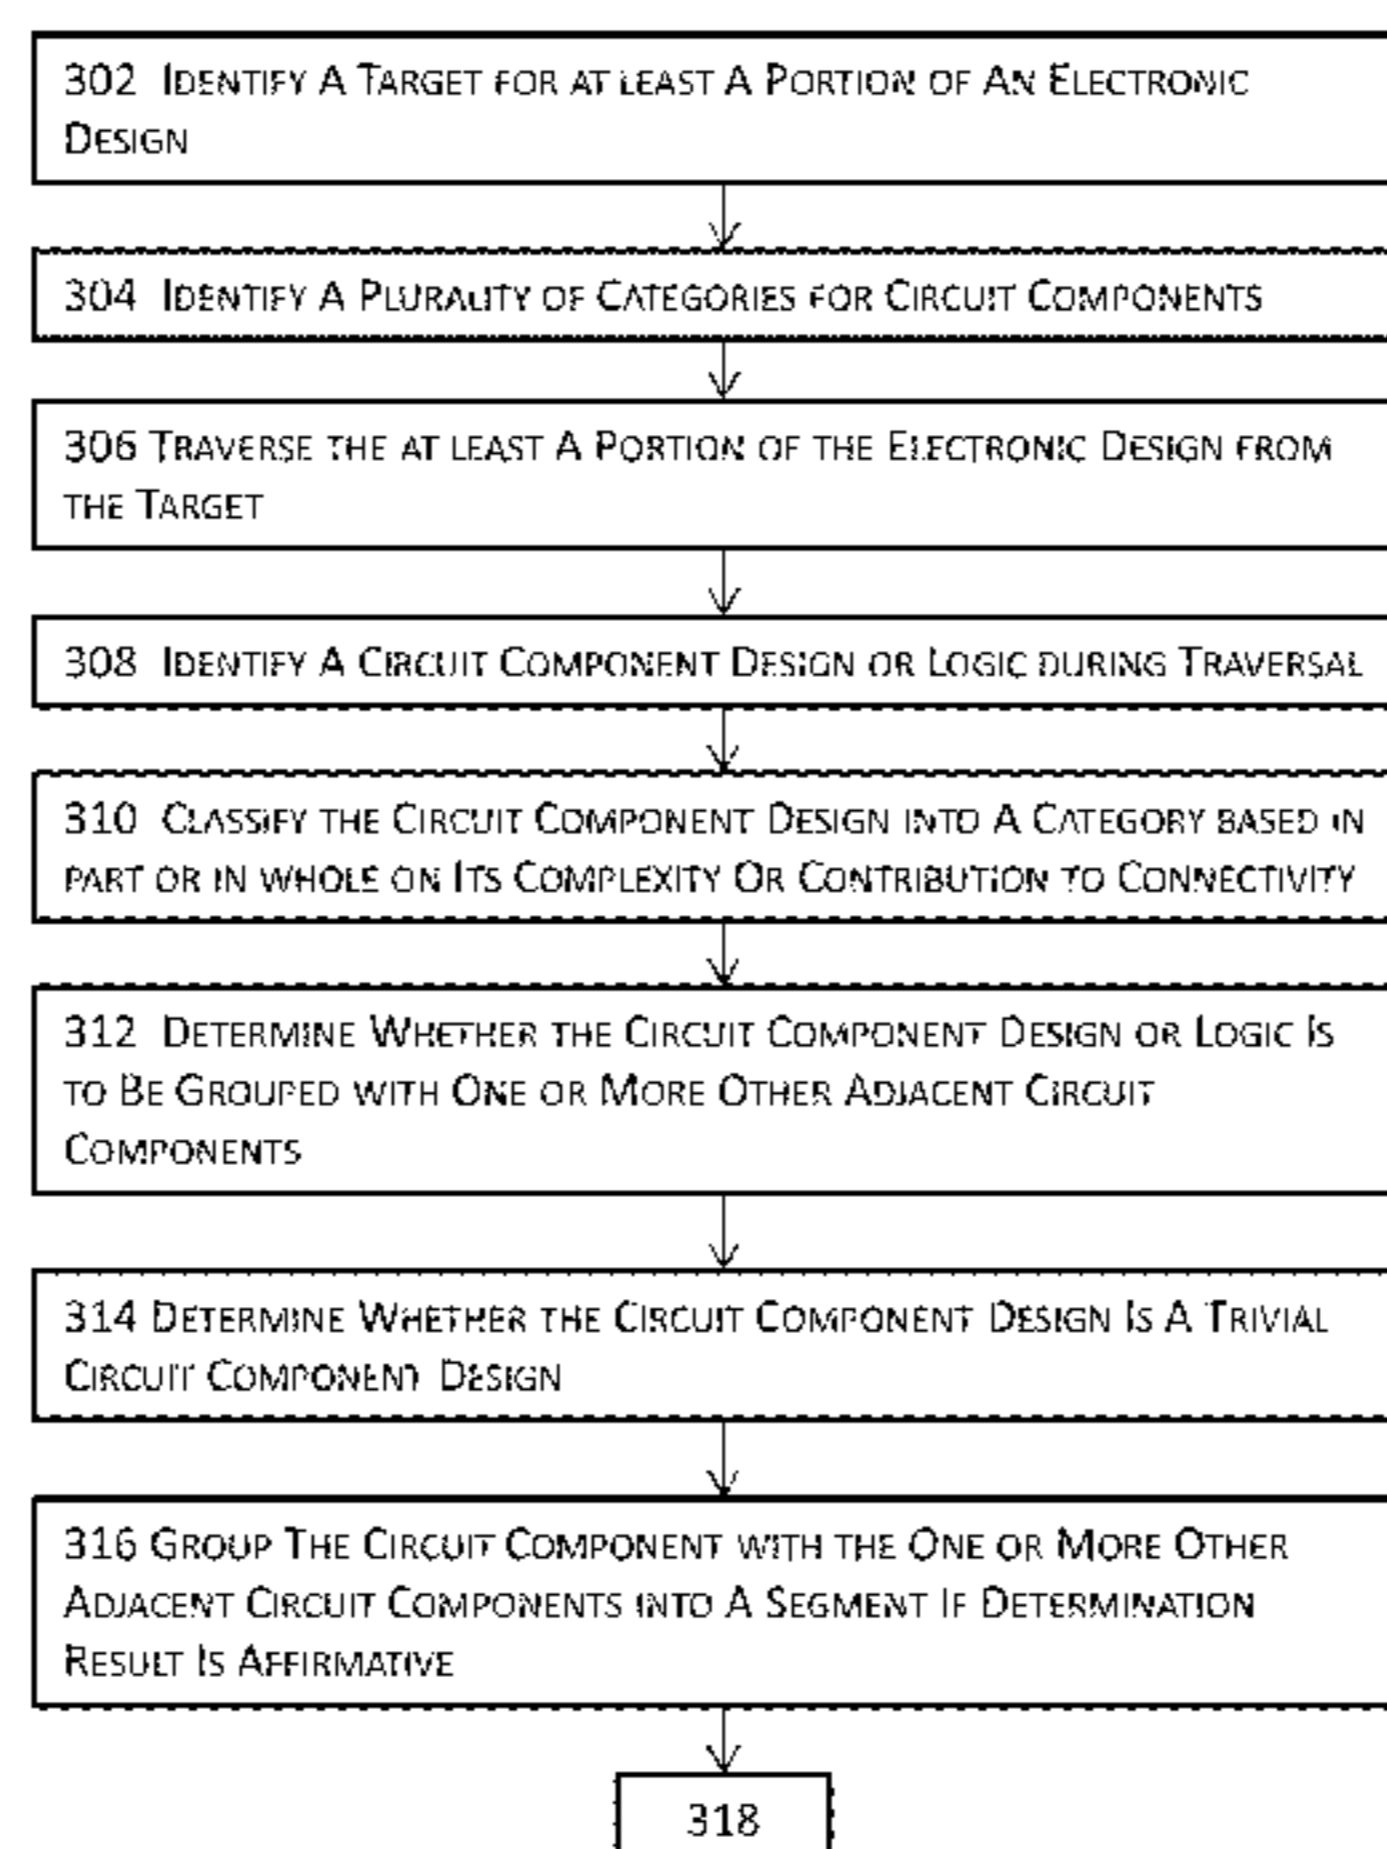 302 Identify A Target for at least A Portion of An Electronic
Design
304 Identify A Plurality of Categories for Circuit Components
306 Traverse the at least A Portion of the Electronic Design from
the Target
308 Identify A Circuit Component Design or Logic during Traversal
310 Classify the Circuit Component Design into A Category based in
part or in whole on Its Complexity Or Contribution to Connectivity
312 Determine Whether the Circuit Component Design or Logic Is
to Be Grouped with One or More Other Adjacent Circuit
Components
314 Determine Whether the Circuit Component Design Is A Trivial
Circuit Component Design
316 Group The Circuit Component with the One or More Other
Adjacent Circuit Components into A Segment If Determination
Result Is Affirmative
318